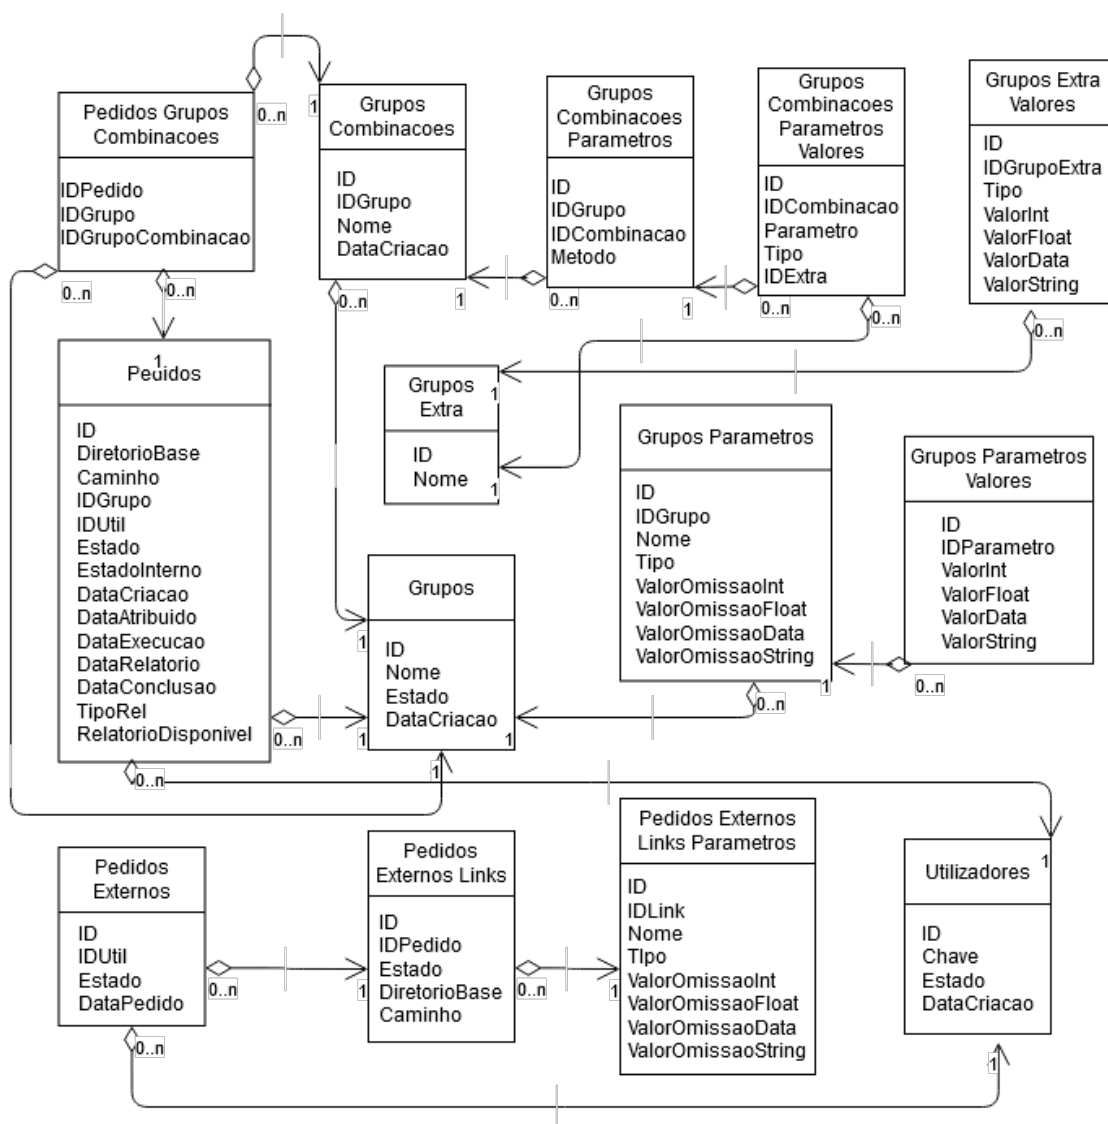 Pedidos Grupos
Combinacoes
IDPedido
IDGrupo
IDGrupoCombinacao
0..n
1
0..n
0..n
Grupos
Combinacoes
ID
IDGrupo
Nome
DataCriacao
0..n
1
Grupos
Combinacoes
Parametros
ID
IDGrupo
IDCombinacao
Metodo
0..n
1
Grupos
Combinacoes
Parametros
Valores
ID
IDCombinacao
Parametro
Tipo
IDExtra
0..n
0..n
Grupos Extra
Valores
ID
IDGrupoExtra
Tipo
ValorInt
ValorFloat
ValorData
ValorString
0..n
1
Pedidos
ID
DiretorioBase
Caminho
IDGrupo
IDUtil
Estado
EstadoInterno
DataCriacao
DataAtribuido
DataExecucao
DataRelatorio
DataConclusao
TipoRel
RelatorioDisponivel
0..n
0..n
Grupos
Extra
1
ID
Nome
1
Grupos Parametros
ID
IDGrupo
Nome
Tipo
ValorOmissaoInt
ValorOmissaoFloat
ValorOmissaoData
ValorOmissaoString
1
0..n
Grupos Parametros
Valores
ID
IDParametro
ValorInt
ValorFloat
ValorData
ValorString
0..n
Grupos
1
ID
Nome
Estado
DataCriacao
1
1
1
Pedidos
Externos
ID
IDUtil
Estado
DataPedido
0..n
0..n
Pedidos
Externos Links
ID
IDPedido
Estado
DiretorioBase
Caminho
1
0..n
Pedidos Externos
Links Parametros
ID
IDLink
Nome
TIpo
ValorOmissaoInt
ValorOmissaoFloat
ValorOmissaoData
ValorOmissaoString
1
Utilizadores
1
ID
Chave
Estado
DataCriacao
1